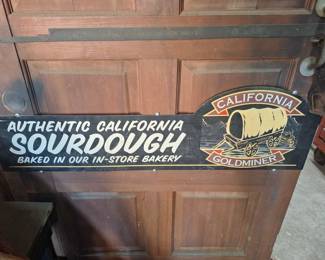 AUTHENTIC CALIFORNIA
SOURDOUGH
BAKED IN OUR IN-STORE BAKERY
CALIFORNIA
GOLDMINER